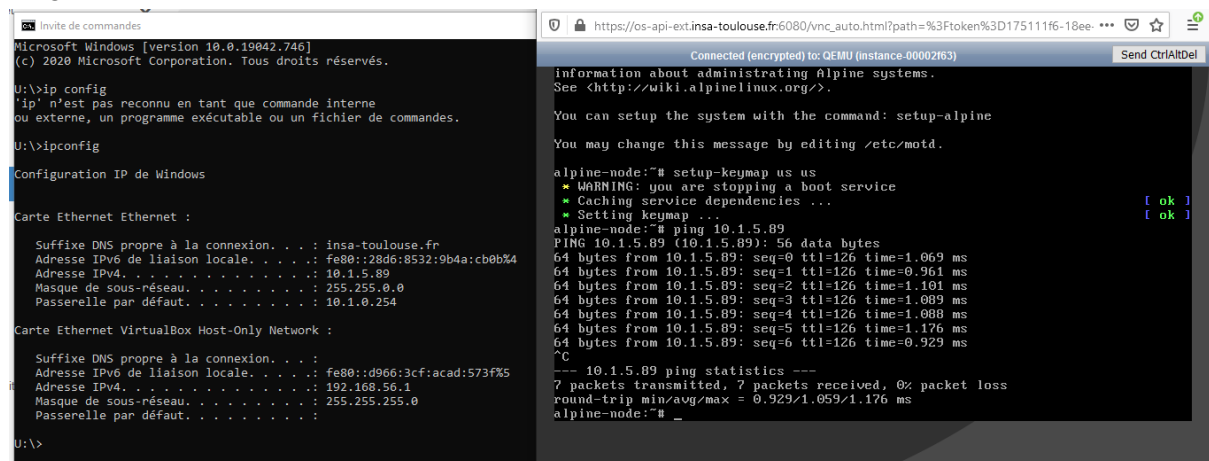 Invite de commandes
Microsoft Windows [version 10.0.19042.746]
(c) 2020 Microsoft Corporation. Tous droits réservés.
U:\>ip config
'ip' n'est pas reconnu en tant que commande interne
ou externe, un programme exécutable ou un fichier de commandes.
U:\>ipconfig
Configuration IP de Windows
Carte Ethernet Ethernet :
Suffixe DNS propre à la connexion. . . : insa-toulouse.fr
Adresse IPv6 de liaison locale. . . . .: fe80::28d6:8532:9b4a:cb0b%4
Adresse IPv4. . . . . . . . . . . . . .: 10.1.5.89
Masque de sous-réseau. . . . . . . . . : 255.255.0.0
Passerelle par défaut. . . . . . . . . : 10.1.0.254
Carte Ethernet VirtualBox Host-Only Network :
Suffixe DNS propre à la connexion. . . :
Adresse IPv6 de liaison locale. . . . .: fe80::d966:3cf:acad:573f%5
Adresse IPv4. . . . . . . . . . . . . .: 192.168.56.1
Masque de sous-réseau. . . . . . . . . : 255.255.255.0
Passerelle par défaut. . . . . . . . . :
U:\>
https://os-api-ext.insa-toulouse.fr:6080/vnc_auto.html?path=%3Ftoken%3D175111f6-18ee-
Connected (encrypted) to: QEMU (instance-00002f63)
Send CtrlAltDel
information about administrating Alpine systems.
See <http://wiki.alpinelinux.org/>.
You can setup the system with the command: setup-alpine
You may change this message by editing /etc/motd.
alpine-node:~# setup-keymap us us
* WARNING: you are stopping a boot service
* Caching service dependencies ... [ ok ]
* Setting keymap ... [ ok ]
alpine-node:~# ping 10.1.5.89
PING 10.1.5.89 (10.1.5.89): 56 data bytes
64 bytes from 10.1.5.89: seq=0 ttl=126 time=1.069 ms
64 bytes from 10.1.5.89: seq=1 ttl=126 time=0.961 ms
64 bytes from 10.1.5.89: seq=2 ttl=126 time=1.101 ms
64 bytes from 10.1.5.89: seq=3 ttl=126 time=1.089 ms
64 bytes from 10.1.5.89: seq=4 ttl=126 time=1.088 ms
64 bytes from 10.1.5.89: seq=5 ttl=126 time=1.176 ms
64 bytes from 10.1.5.89: seq=6 ttl=126 time=0.929 ms
^C
--- 10.1.5.89 ping statistics ---
7 packets transmitted, 7 packets received, 0% packet loss
round-trip min/avg/max = 0.929/1.059/1.176 ms
alpine-node:~# _